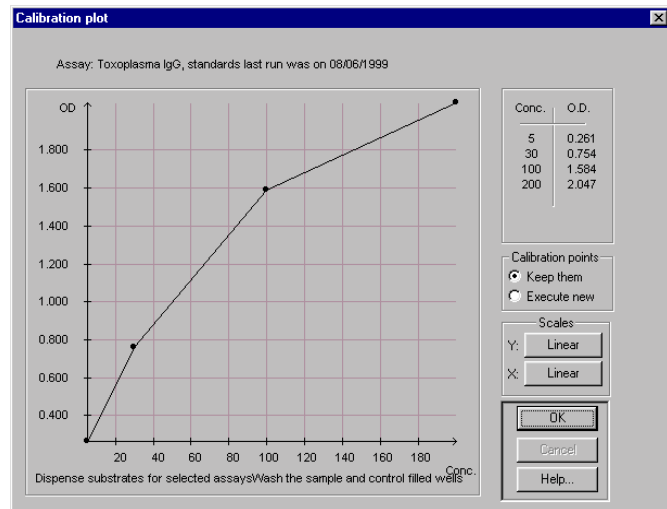 Calibration plot
Assay: Toxoplasma IgG, standards last run was on 08/06/1999
OD
1.800
1.600
1.400
1.200
1.000
0.800
0.600
0.400
20 40 60 80 100 120 140 160 180
Conc.
Dispense substrates for selected assaysWash the sample and control filled wells
Conc. O.D.
5 0.261
30 0.754
100 1.584
200 2.047
Calibration points
Keep them
Execute new
Scales
Y: Linear
X: Linear
OK
Cancel
Help...